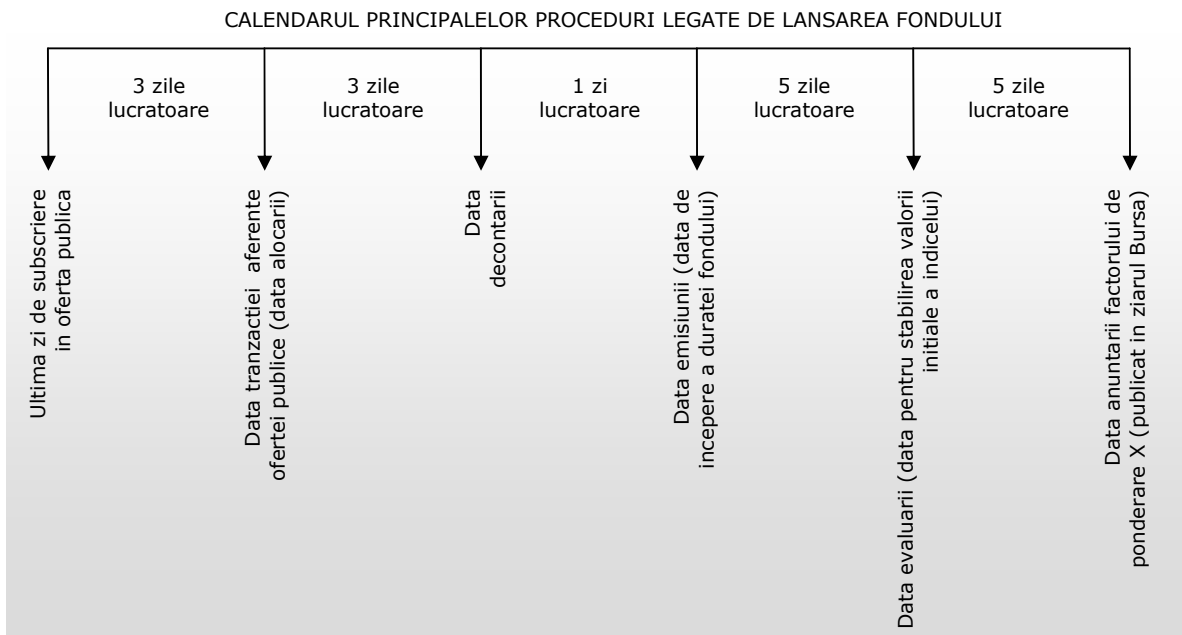 CALENDARUL PRINCIPALELOR PROCEDURI LEGATE DE LANSAREA FONDULUI
3 zile
lucratoare
3 zile
lucratoare
1 zi
lucratoare
5 zile
lucratoare
5 zile
lucratoare
Ultima zi de subscriere
in oferta publica
Data tranzactiei aferente
ofertei publice (data alocarii)
Data
decontarii
Data emisiunii (data de
incepere a duratei fondului)
Data evaluarii (data pentru stabilirea valorii
initiale a indicelui)
Data anuntarii factorului de
ponderare X (publicat in ziarul Bursa)